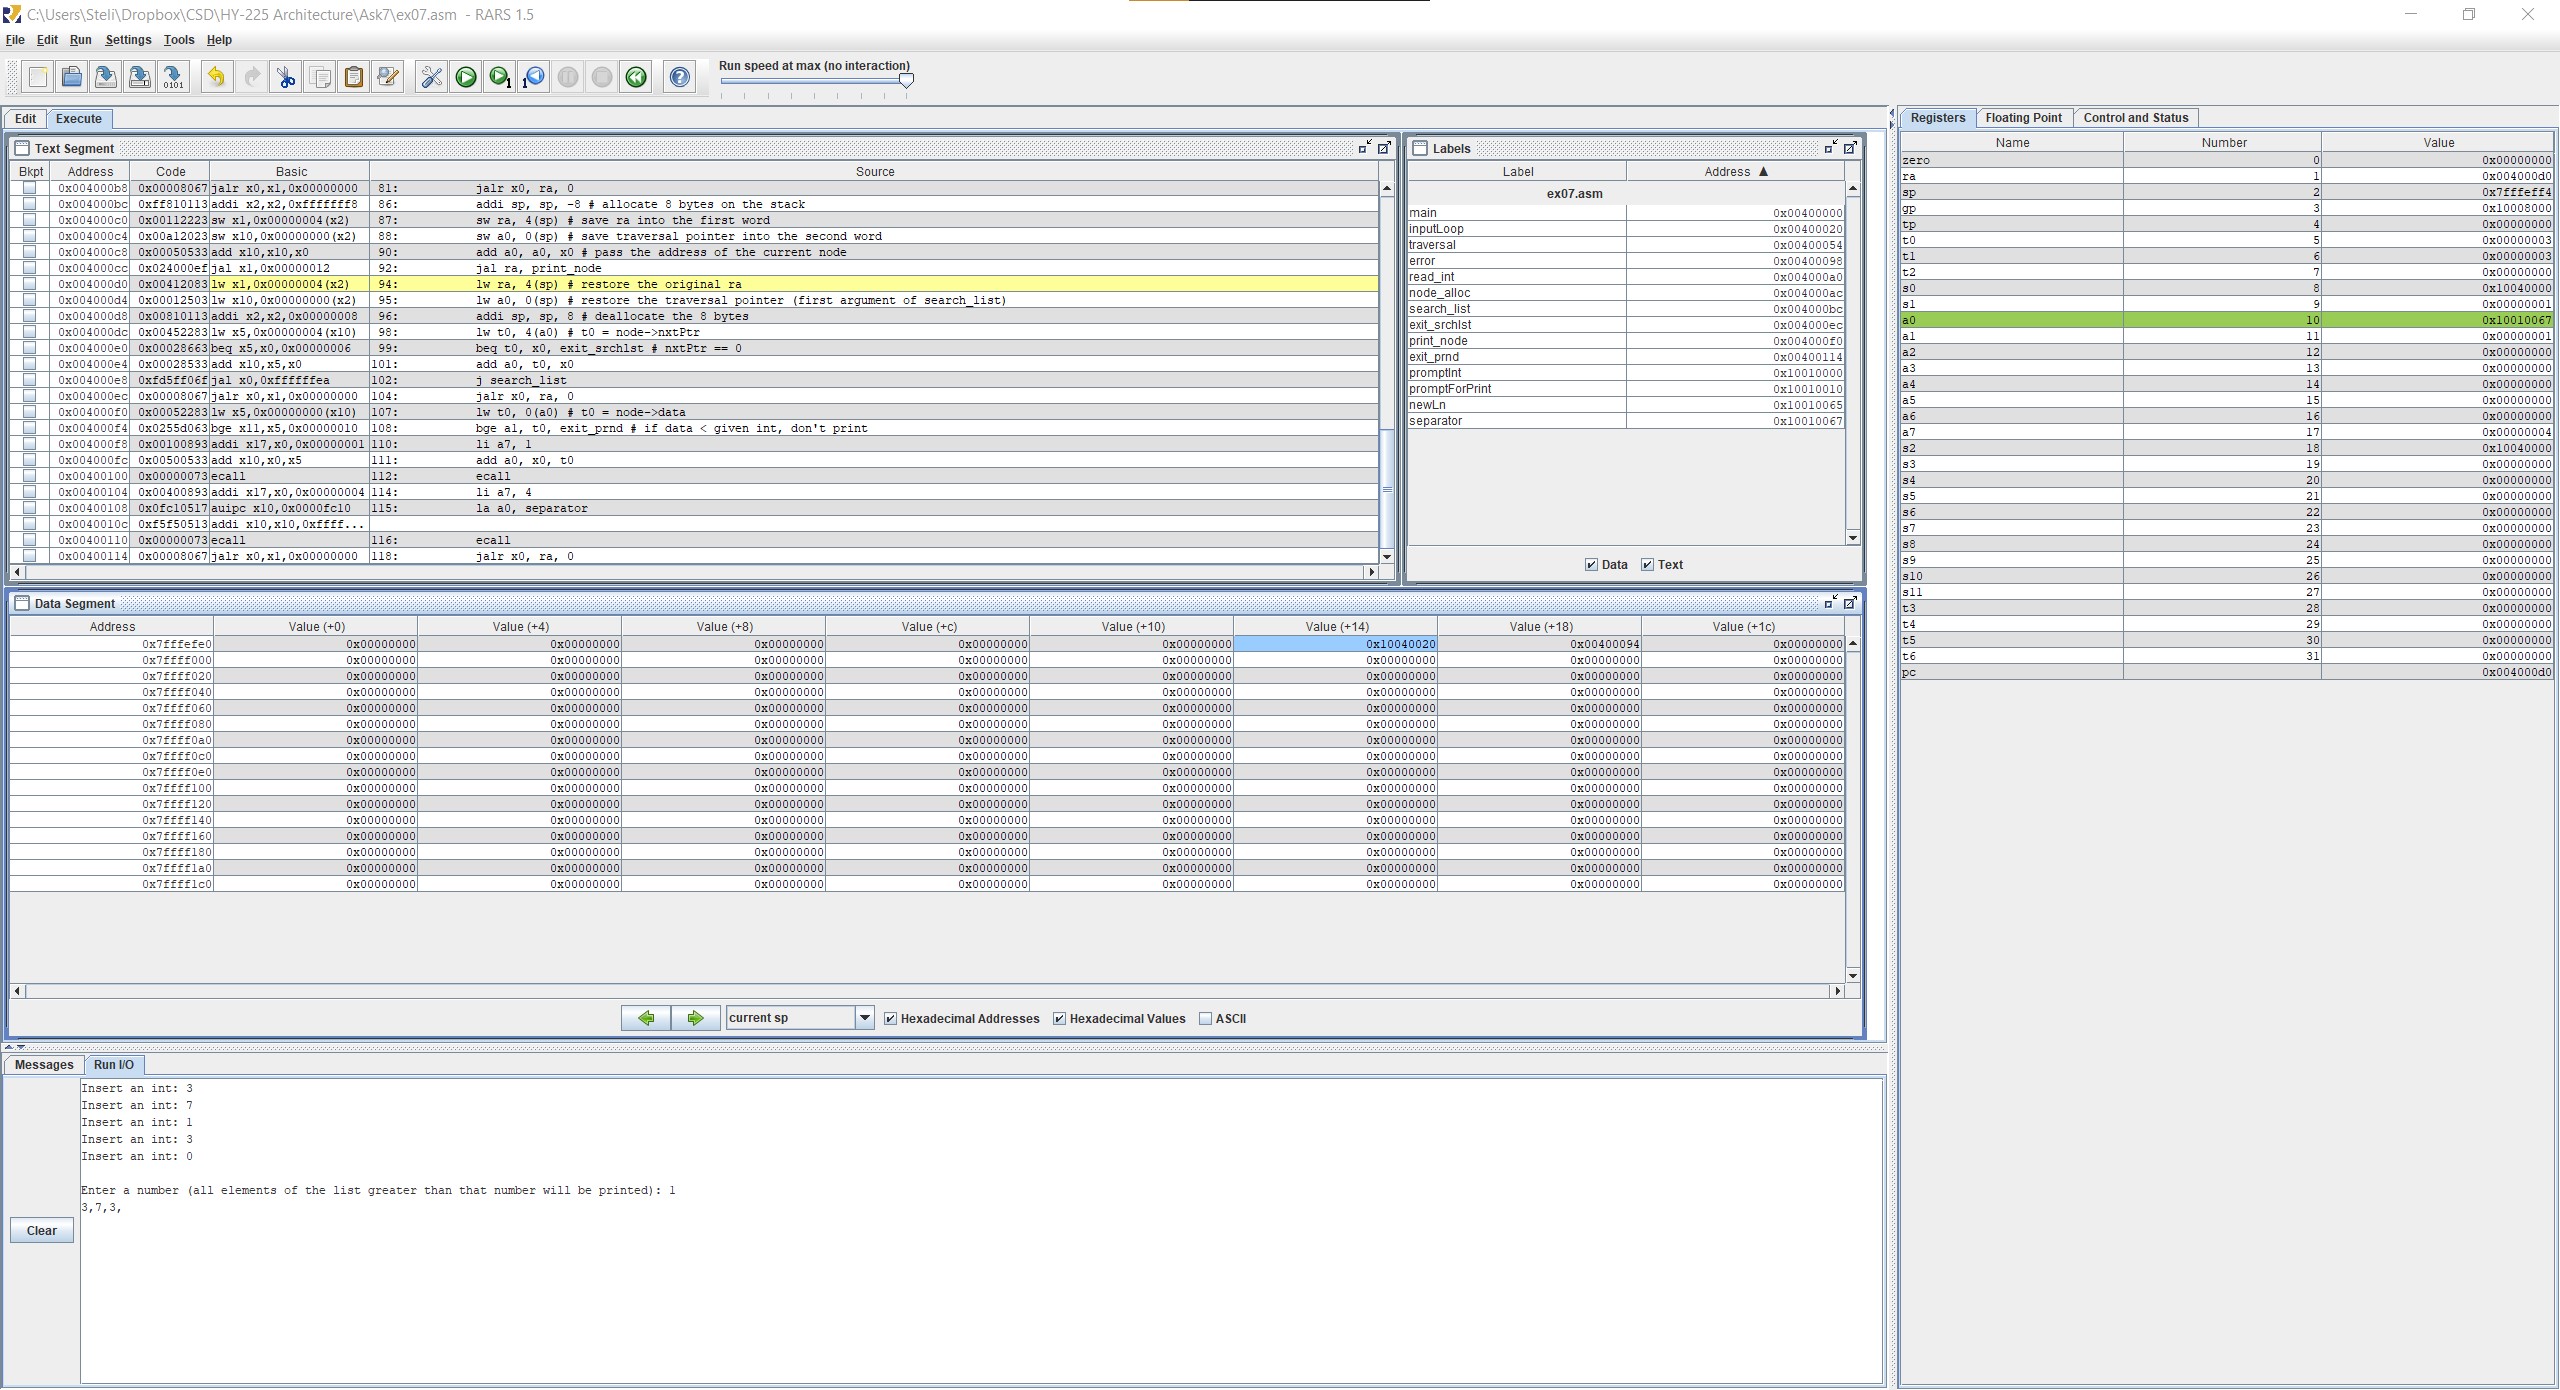 C:\Users\Steli\Dropbox\CSD\HY-225 Architecture\Ask7\ex07.asm - RARS 1.5
File Edit Run Settings Tools Help
Run speed at max (no interaction)
Edit Execute
Text Segment
Bkpt Address Code Basic Source
0x004000b8 0x00008067 jalr x0,x1,0x00000000 81: jalr x0, ra, 0
0x004000bc 0xff810113 addi x2,x2,0xfffffff8 86: addi sp, sp, -8 # allocate 8 bytes on the stack
0x004000c0 0x00112223 sw x1,0x00000004(x2) 87: sw ra, 4(sp) # save ra into the first word
0x004000c4 0x00a12023 sw x10,0x00000000(x2) 88: sw a0, 0(sp) # save traversal pointer into the second word
0x004000c8 0x00050533 add x10,x10,x0 90: add a0, a0, x0 # pass the address of the current node
0x004000cc 0x024000ef jal x1,0x00000012 92: jal ra, print_node
0x004000d0 0x00412083 lw x1,0x00000004(x2) 94: lw ra, 4(sp) # restore the original ra
0x004000d4 0x00012503 lw x10,0x00000000(x2) 95: lw a0, 0(sp) # restore the traversal pointer (first argument of search_list)
0x004000d8 0x00810113 addi x2,x2,0x00000008 96: addi sp, sp, 8 # deallocate the 8 bytes
0x004000dc 0x00452283 lw x5,0x00000004(x10) 98: lw t0, 4(a0) # t0 = node->nxtPtr
0x004000e0 0x00028663 beq x5,x0,0x00000006 99: beq t0, x0, exit_srchlst # nxtPtr == 0
0x004000e4 0x00028533 add x10,x5,x0 101: add a0, t0, x0
0x004000e8 0xfd5ff06f jal x0,0xffffffea 102: j search_list
0x004000ec 0x00008067 jalr x0,x1,0x00000000 104: jalr x0, ra, 0
0x004000f0 0x00052283 lw x5,0x00000000(x10) 107: lw t0, 0(a0) # t0 = node->data
0x004000f4 0x0255d063 bge x11,x5,0x00000010 108: bge a1, t0, exit_prnd # if data < given int, don't print
0x004000f8 0x00100893 addi x17,x0,0x00000001 110: li a7, 1
0x004000fc 0x00500533 add x10,x0,x5 111: add a0, x0, t0
0x00400100 0x00000073 ecall 112: ecall
0x00400104 0x00400893 addi x17,x0,0x00000004 114: li a7, 4
0x00400108 0x0fc10517 auipc x10,0x0000fc10 115: la a0, separator
0x0040010c 0xf5f50513 addi x10,x10,0xffff...
0x00400110 0x00000073 ecall 116: ecall
0x00400114 0x00008067 jalr x0,x1,0x00000000 118: jalr x0, ra, 0
Labels
Label Address ▲
ex07.asm
main 0x00400000
inputLoop 0x00400020
traversal 0x00400054
error 0x00400098
read_int 0x004000a0
node_alloc 0x004000ac
search_list 0x004000bc
exit_srchlst 0x004000ec
print_node 0x004000f0
exit_prnd 0x00400114
promptInt 0x10010000
promptForPrint 0x10010010
newLn 0x10010065
separator 0x10010067
Data Text
Data Segment
Address Value (+0) Value (+4) Value (+8) Value (+c) Value (+10) Value (+14) Value (+18) Value (+1c)
0x7fffefe0 0x00000000 0x00000000 0x00000000 0x00000000 0x00000000 0x10040020 0x00400094 0x00000000
0x7ffff000 0x00000000 0x00000000 0x00000000 0x00000000 0x00000000 0x00000000 0x00000000 0x00000000
0x7ffff020 0x00000000 0x00000000 0x00000000 0x00000000 0x00000000 0x00000000 0x00000000 0x00000000
0x7ffff040 0x00000000 0x00000000 0x00000000 0x00000000 0x00000000 0x00000000 0x00000000 0x00000000
0x7ffff060 0x00000000 0x00000000 0x00000000 0x00000000 0x00000000 0x00000000 0x00000000 0x00000000
0x7ffff080 0x00000000 0x00000000 0x00000000 0x00000000 0x00000000 0x00000000 0x00000000 0x00000000
0x7ffff0a0 0x00000000 0x00000000 0x00000000 0x00000000 0x00000000 0x00000000 0x00000000 0x00000000
0x7ffff0c0 0x00000000 0x00000000 0x00000000 0x00000000 0x00000000 0x00000000 0x00000000 0x00000000
0x7ffff0e0 0x00000000 0x00000000 0x00000000 0x00000000 0x00000000 0x00000000 0x00000000 0x00000000
0x7ffff100 0x00000000 0x00000000 0x00000000 0x00000000 0x00000000 0x00000000 0x00000000 0x00000000
0x7ffff120 0x00000000 0x00000000 0x00000000 0x00000000 0x00000000 0x00000000 0x00000000 0x00000000
0x7ffff140 0x00000000 0x00000000 0x00000000 0x00000000 0x00000000 0x00000000 0x00000000 0x00000000
0x7ffff160 0x00000000 0x00000000 0x00000000 0x00000000 0x00000000 0x00000000 0x00000000 0x00000000
0x7ffff180 0x00000000 0x00000000 0x00000000 0x00000000 0x00000000 0x00000000 0x00000000 0x00000000
0x7ffff1a0 0x00000000 0x00000000 0x00000000 0x00000000 0x00000000 0x00000000 0x00000000 0x00000000
0x7ffff1c0 0x00000000 0x00000000 0x00000000 0x00000000 0x00000000 0x00000000 0x00000000 0x00000000
current sp Hexadecimal Addresses Hexadecimal Values ASCII
Messages Run I/O
Clear
Insert an int: 3
Insert an int: 7
Insert an int: 1
Insert an int: 3
Insert an int: 0
Enter a number (all elements of the list greater than that number will be printed): 1
3,7,3,
Registers Floating Point Control and Status
Name Number Value
zero 0 0x00000000
ra 1 0x004000d0
sp 2 0x7fffeff4
gp 3 0x10008000
tp 4 0x00000000
t0 5 0x00000003
t1 6 0x00000003
t2 7 0x00000000
s0 8 0x10040000
s1 9 0x00000001
a0 10 0x10010067
a1 11 0x00000001
a2 12 0x00000000
a3 13 0x00000000
a4 14 0x00000000
a5 15 0x00000000
a6 16 0x00000000
a7 17 0x00000004
s2 18 0x10040000
s3 19 0x00000000
s4 20 0x00000000
s5 21 0x00000000
s6 22 0x00000000
s7 23 0x00000000
s8 24 0x00000000
s9 25 0x00000000
s10 26 0x00000000
s11 27 0x00000000
t3 28 0x00000000
t4 29 0x00000000
t5 30 0x00000000
t6 31 0x00000000
pc 0x004000d0